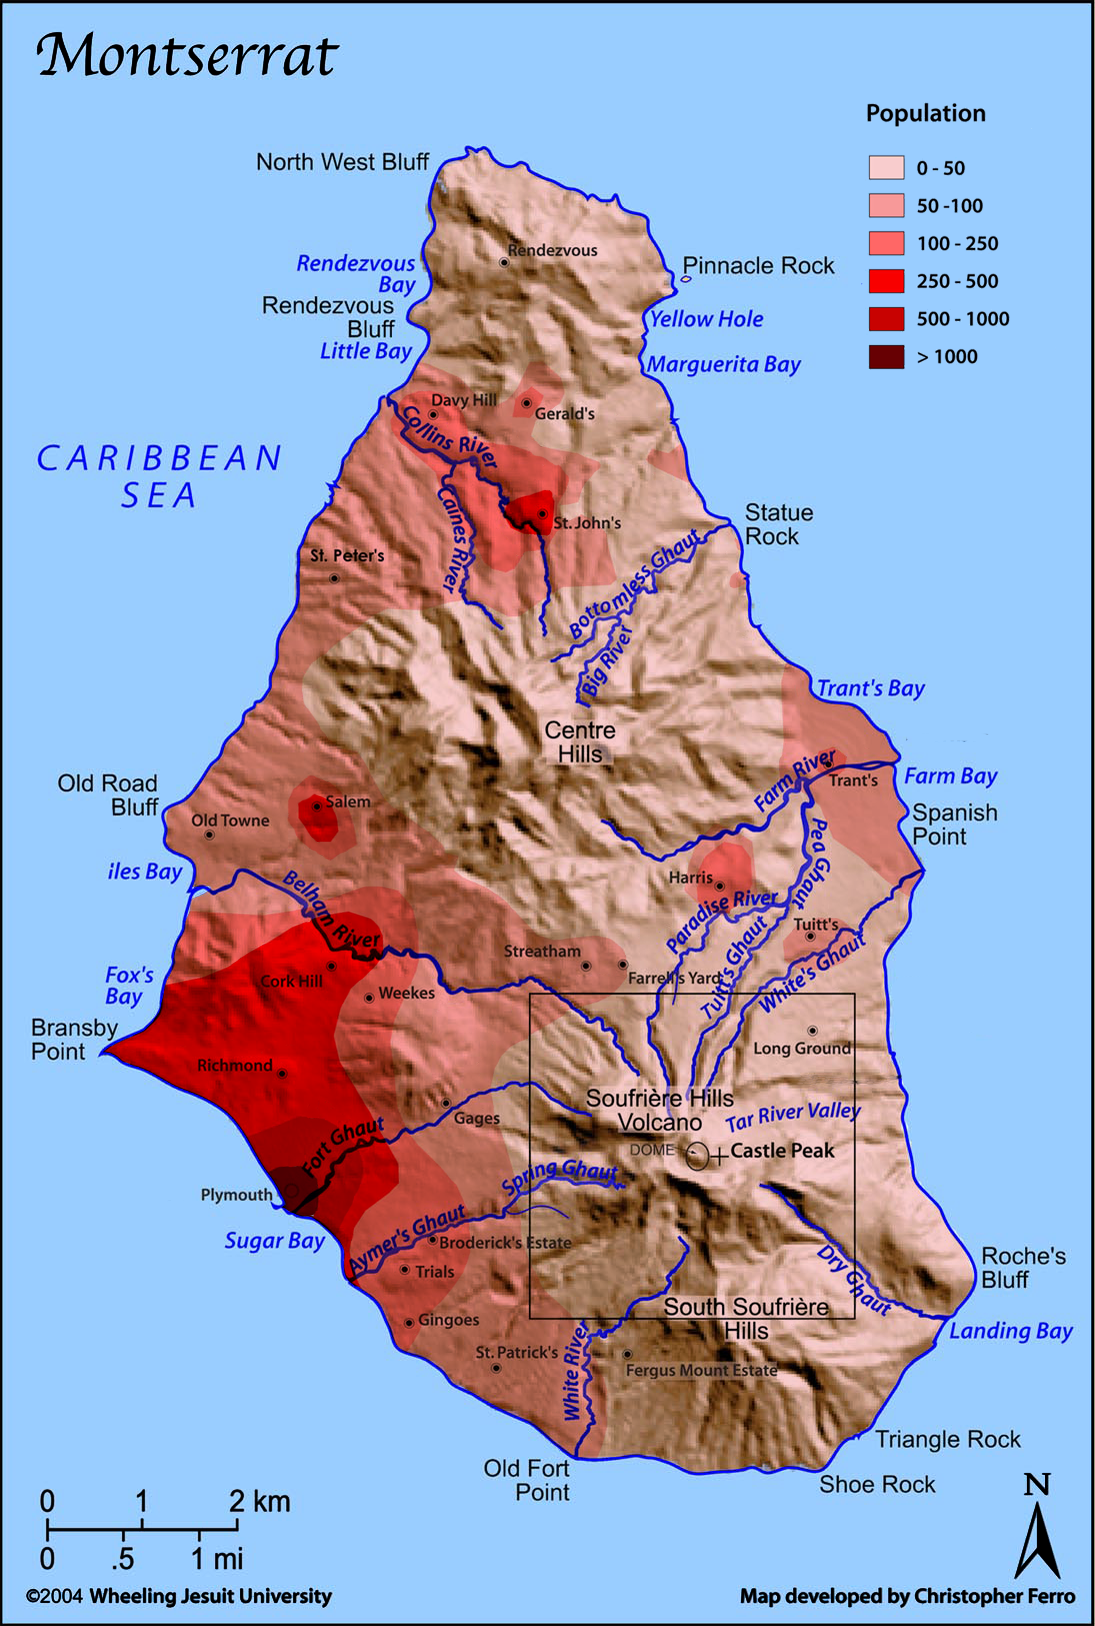 Montserrat
Population
0 - 50
50 -100
100 - 250
250 - 500
500 - 1000
> 1000
North West Bluff
Rendezvous
Rendezvous
Bay
Pinnacle Rock
Rendezvous
Bluff
Yellow Hole
Little Bay
Marguerita Bay
Davy Hill
Gerald's
Collins River
CARIBBEAN
SEA
Caines River
St. John's
Statue
Rock
St. Peter's
Bottomless Ghaut
Big River
Trant's Bay
Centre
Hills
Farm River
Trant's
Farm Bay
Old Road
Bluff
Salem
Old Towne
Spanish
Point
Pea Ghaut
iles Bay
Belham River
Harris
Paradise River
Tuitt's
Streatham
Farrell's Yard
Tuitt's Ghaut
White's Ghaut
Fox's
Bay
Cork Hill
Weekes
Bransby
Point
Long Ground
Richmond
Soufrière Hills
Volcano
Tar River Valley
Gages
Fort Ghaut
DOME
Castle Peak
Spring Ghaut
Plymouth
Sugar Bay
Aymer's Ghaut
Broderick's Estate
Trials
Dry Ghaut
Roche's
Bluff
South Soufrière
Hills
Gingoes
Landing Bay
St. Patrick's
White River
Fergus Mount Estate
Triangle Rock
Old Fort
Point
Shoe Rock
N
0 1 2 km
0 .5 1 mi
©2004 Wheeling Jesuit University
Map developed by Christopher Ferro